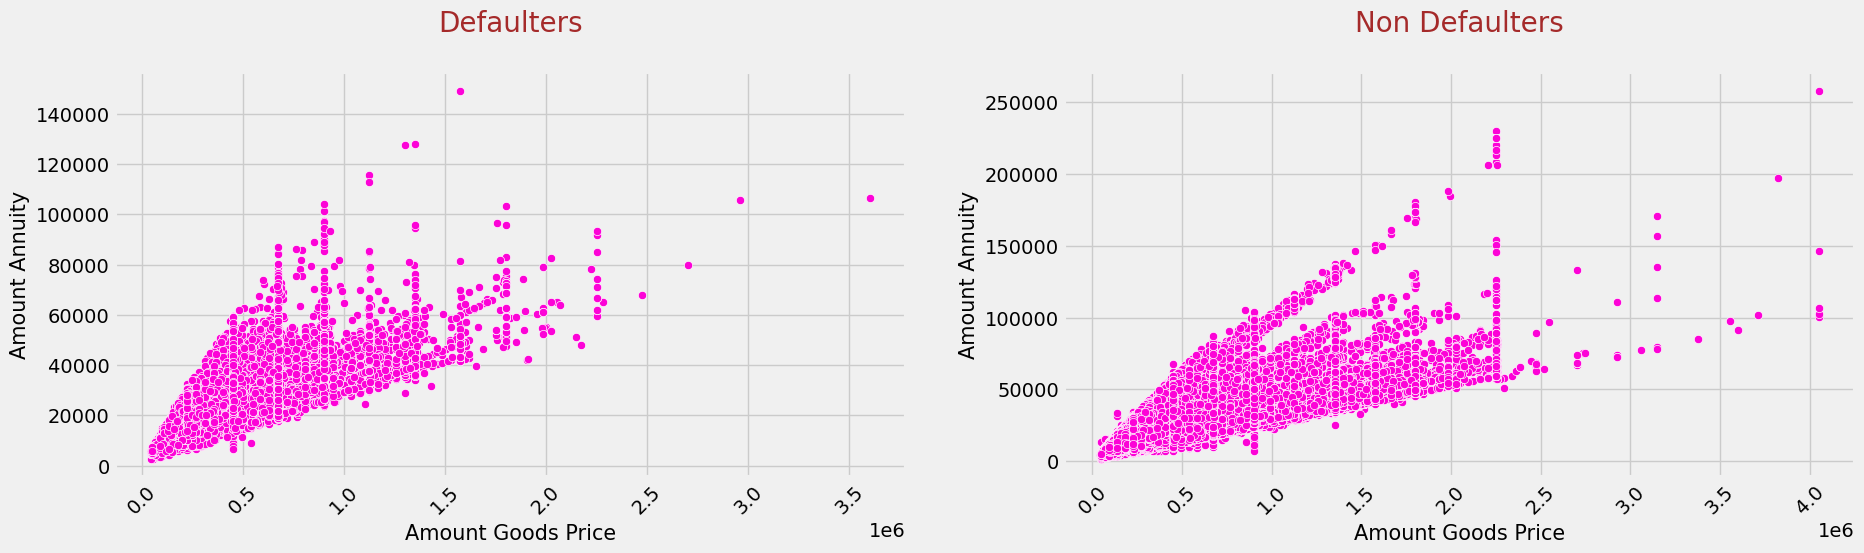 Defaulters
Amount Annuity
140000
120000
100000
80000
60000
40000
20000
0
0.0 0.5 1.0 1.5 2.0 2.5 3.0 3.5
1e6
Amount Goods Price
Non Defaulters
Amount Annuity
250000
200000
150000
100000
50000
0
0.0 0.5 1.0 1.5 2.0 2.5 3.0 3.5 4.0
1e6
Amount Goods Price